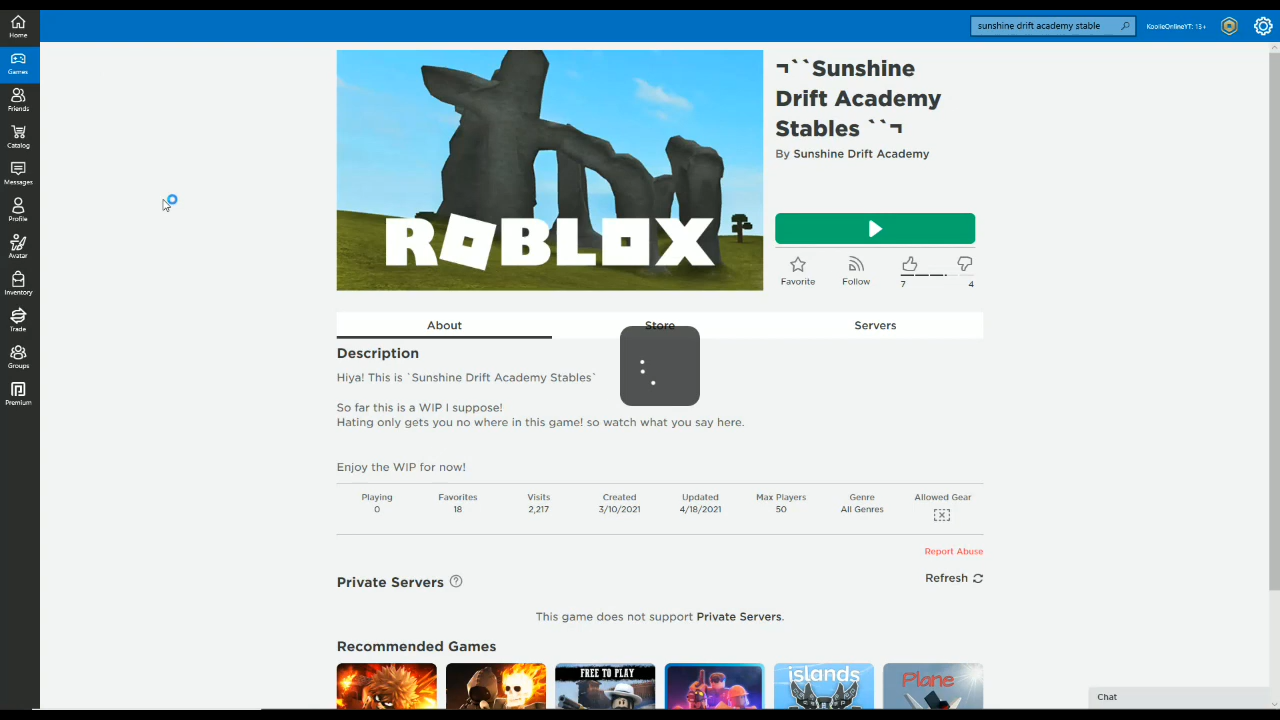 Home
Games
Friends
Catalog
Messages
Profile
Avatar
Inventory
Trade
Groups
Premium
sunshine drift academy stable
KoolieOnlineYT: 13+
ROBLOX
¬``Sunshine
Drift Academy
Stables ``¬
By Sunshine Drift Academy
Favorite
Follow
7
4
About
Store
Servers
Description
Hiya! This is `Sunshine Drift Academy Stables`
So far this is a WIP I suppose!
Hating only gets you no where in this game! so watch what you say here.
Enjoy the WIP for now!
Playing
Favorites
Visits
Created
Updated
Max Players
Genre
Allowed Gear
0
18
2,217
3/10/2021
4/18/2021
50
All Genres
Report Abuse
Private Servers ?
Refresh
This game does not support Private Servers.
Recommended Games
FREE TO PLAY
islands
Plane
Chat